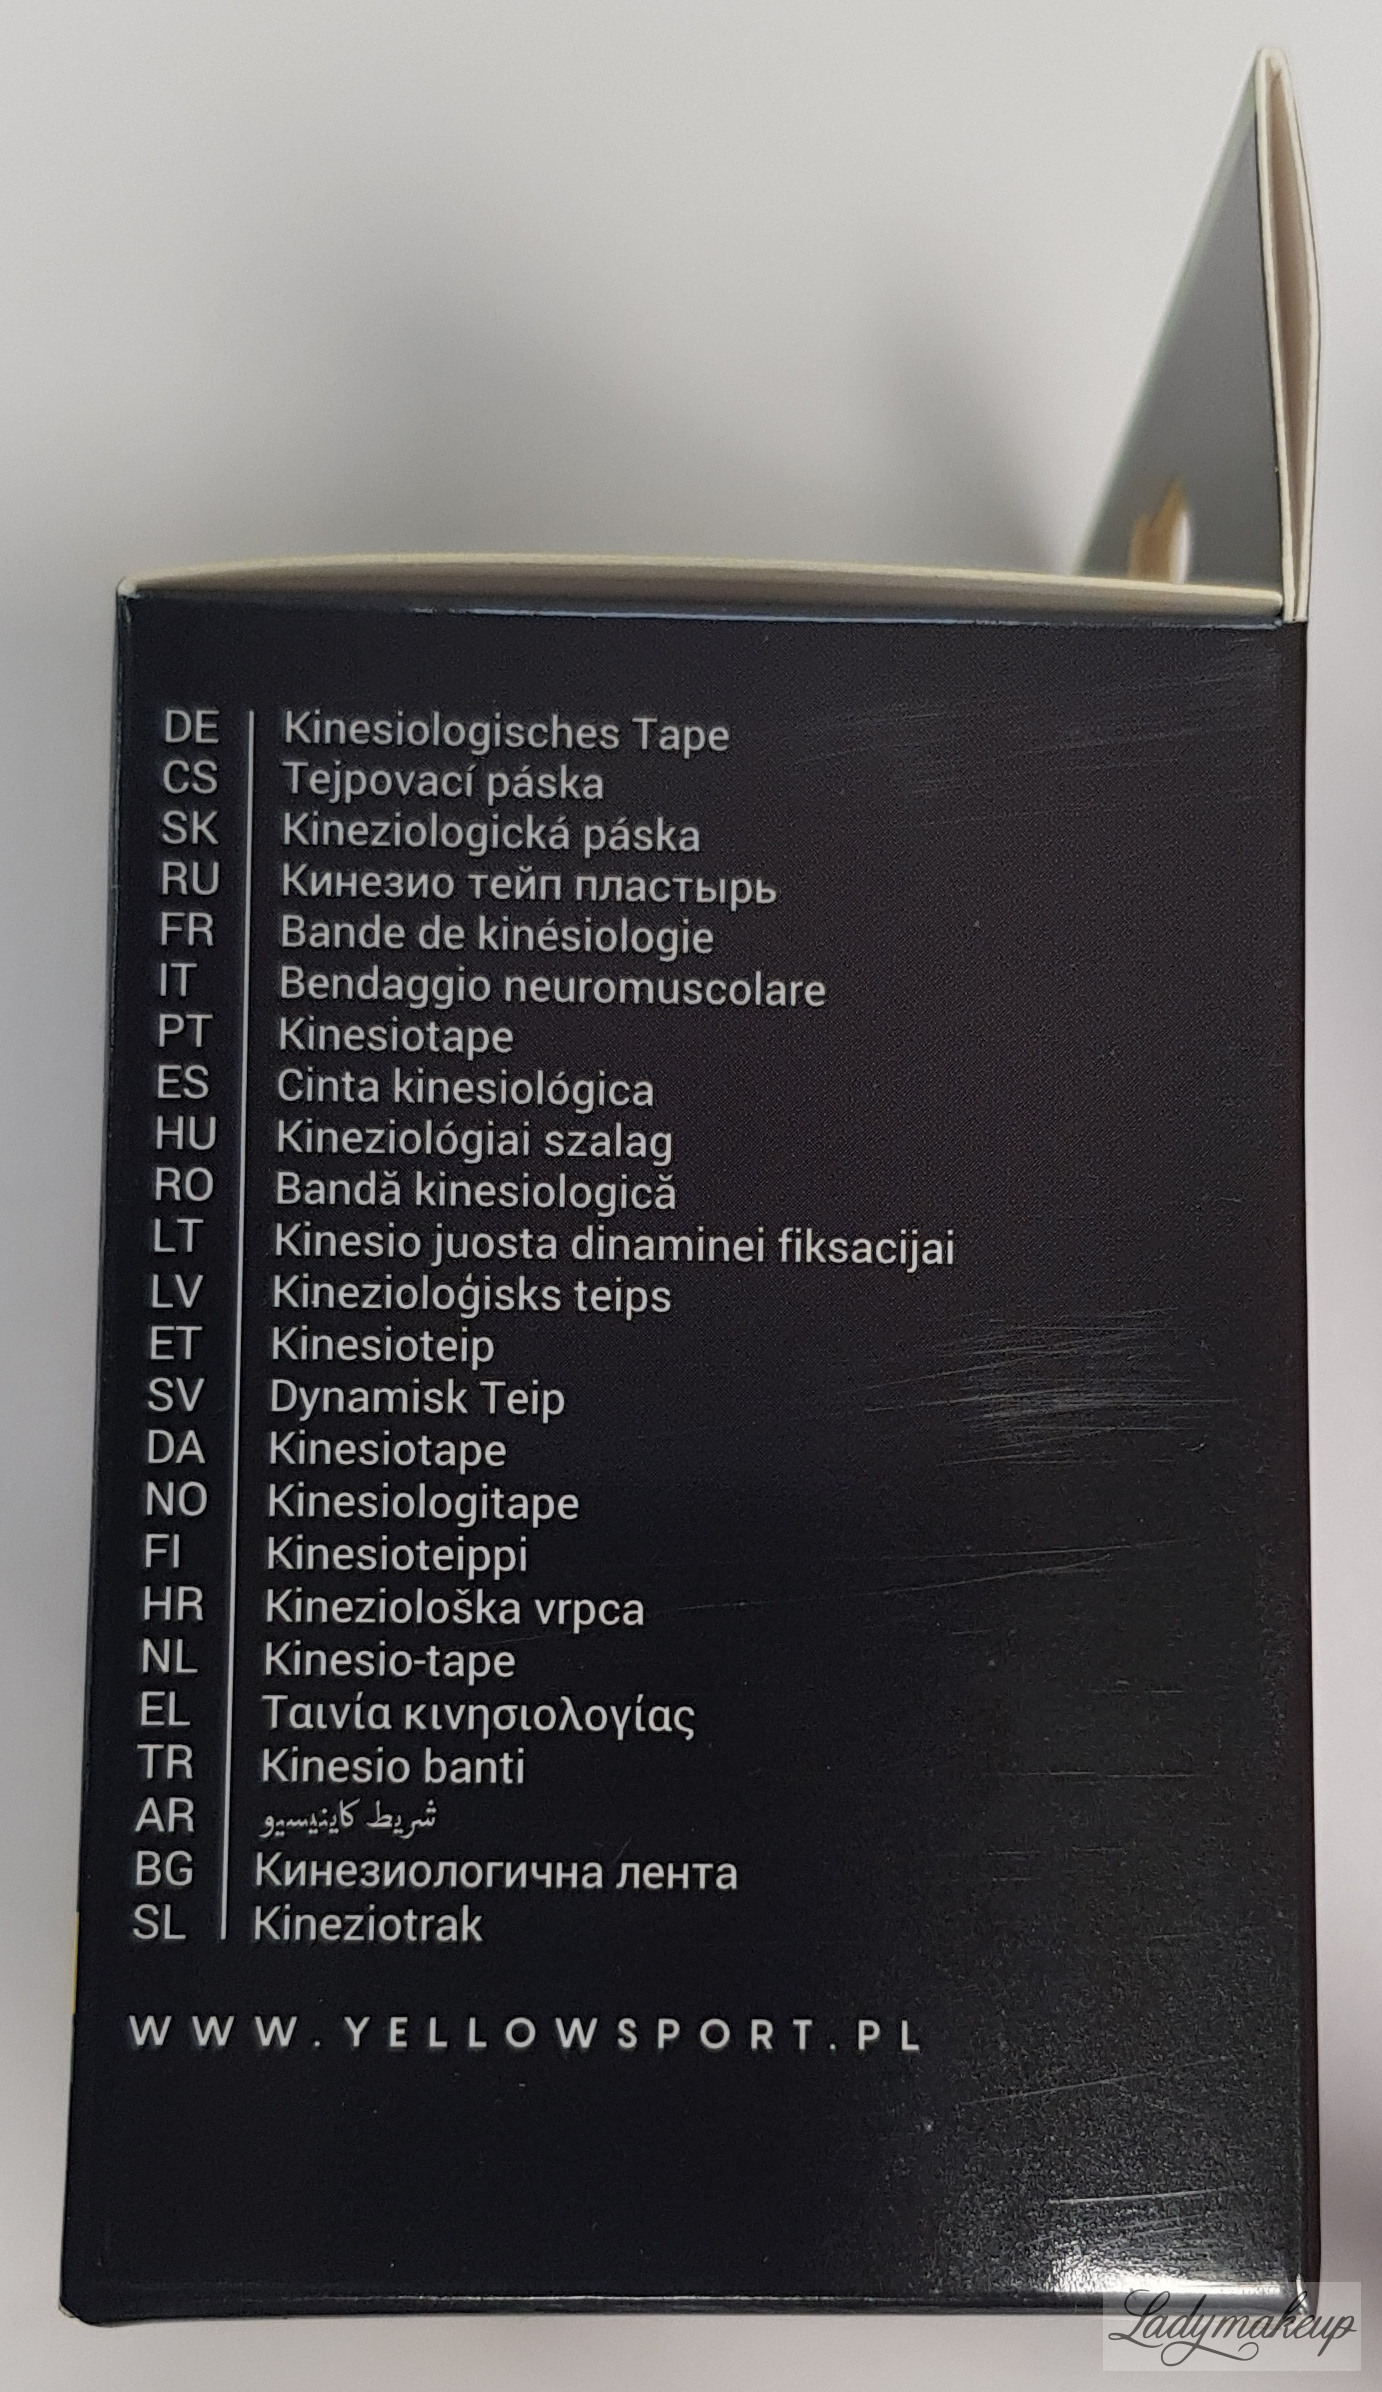 DE Kinesiologisches Tape
CS Tejpovací páska
SK Kineziologická páska
RU Кинезио тейп пластырь
FR Bande de kinésiologie
IT Bendaggio neuromuscolare
PT Kinesiotape
ES Cinta kinesiológica
HU Kineziológiai szalag
RO Bandă kinesiologică
LT Kinesio juosta dinaminei fiksacijai
LV Kinezioloģisks teips
ET Kinesioteip
SV Dynamisk Teip
DA Kinesiotape
NO Kinesiologitape
FI Kinesioteippi
HR Kineziološka vrpca
NL Kinesio-tape
EL Ταινία κινησιολογίας
TR Kinesio banti
AR شريط كاينيسيو
BG Кинезиологична лента
SL Kineziotrak
WWW.YELLOWSPORT.PL
Ladymakeup